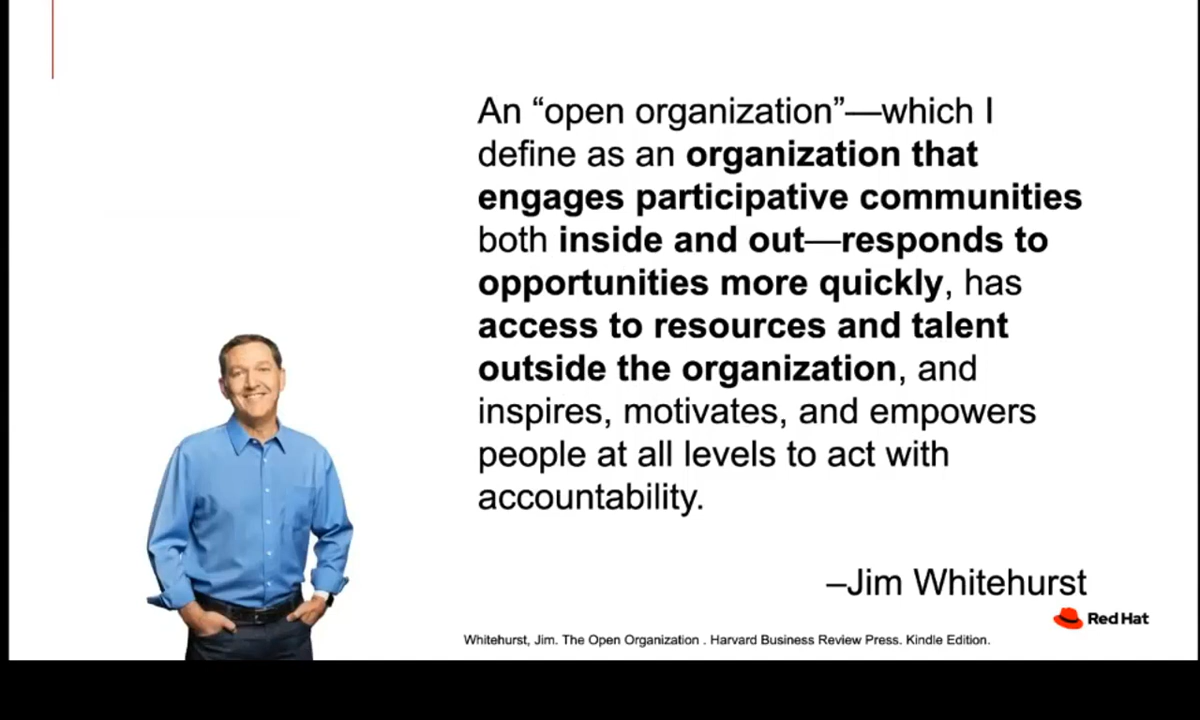 An “open organization”—which I
define as an organization that
engages participative communities
both inside and out—responds to
opportunities more quickly, has
access to resources and talent
outside the organization, and
inspires, motivates, and empowers
people at all levels to act with
accountability.
–Jim Whitehurst
Red Hat
Whitehurst, Jim. The Open Organization . Harvard Business Review Press. Kindle Edition.